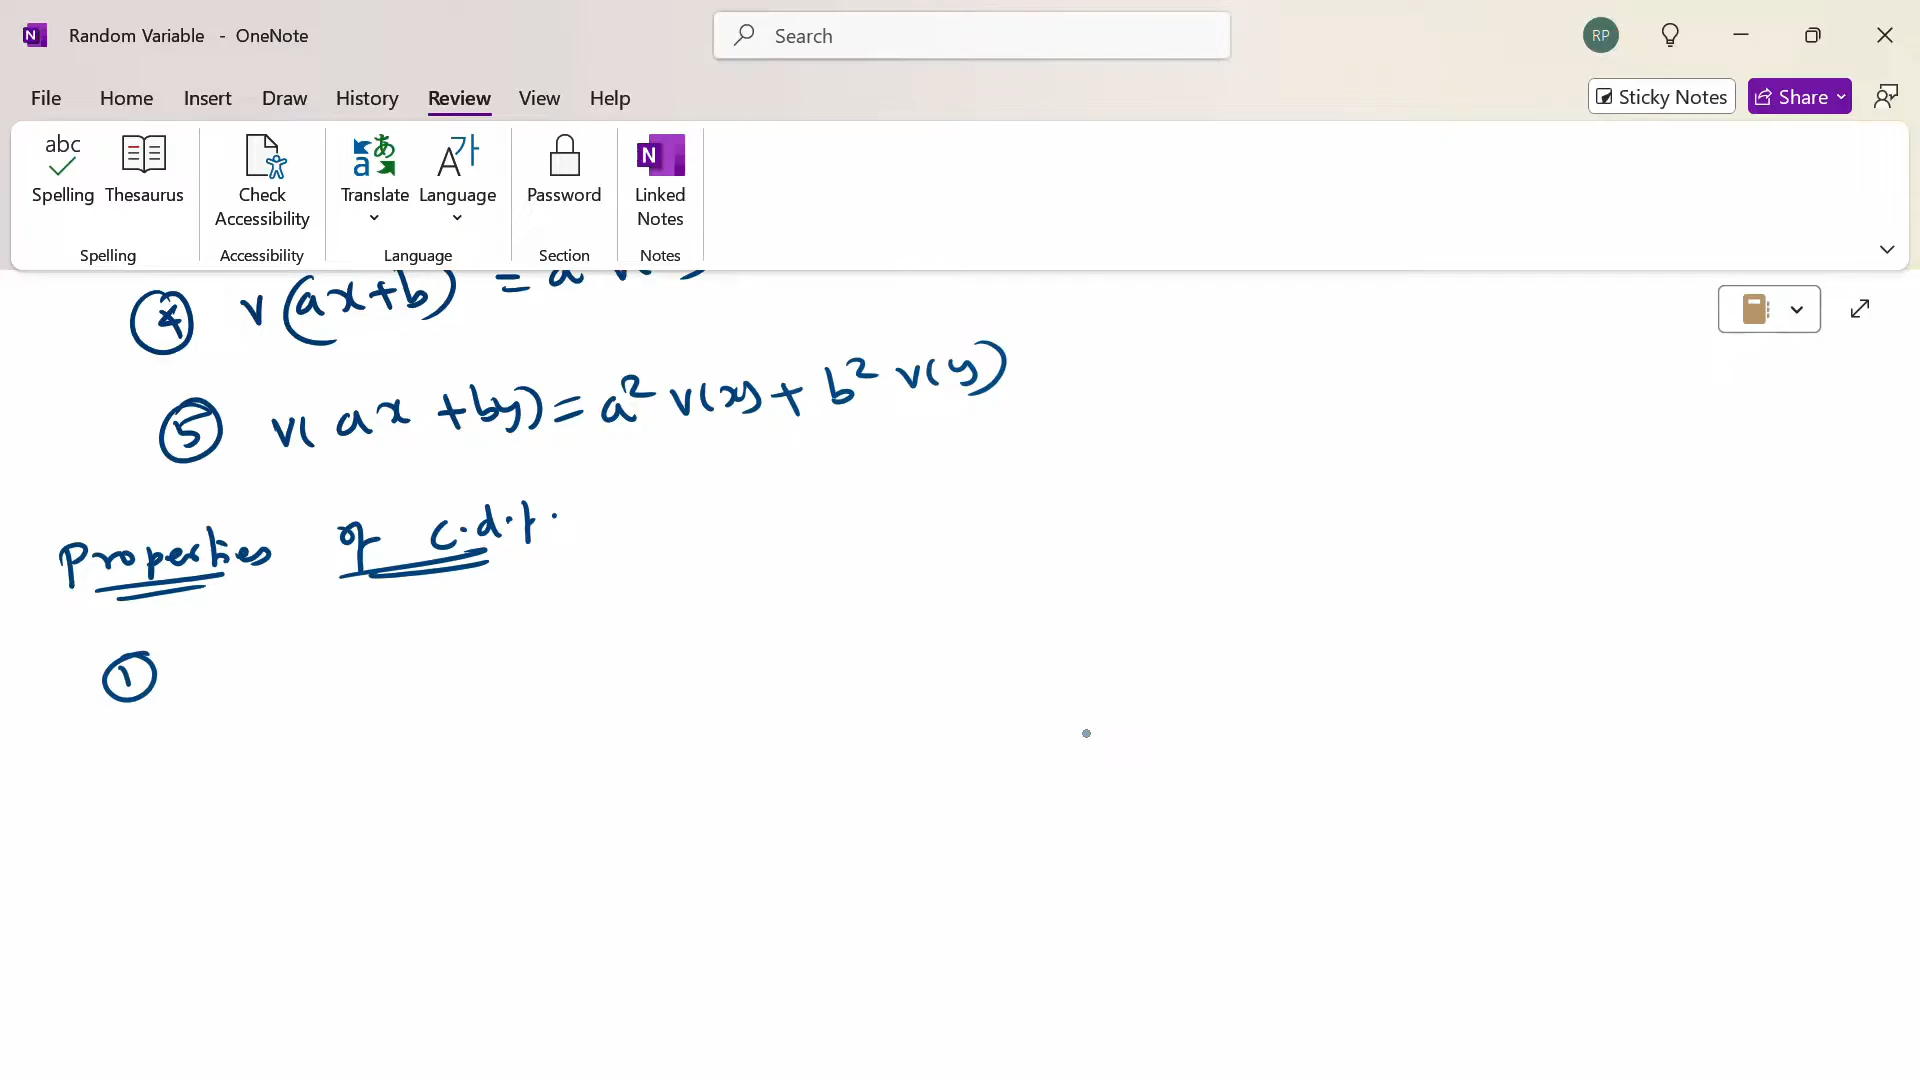 Random Variable - OneNote
Search
RP
File Home Insert Draw History Review View Help
Sticky Notes Share
abc
Spelling Thesaurus Check Accessibility Translate Language Password Linked Notes
Spelling Accessibility Language Section Notes
④ V(ax+b) = a
⑤ V(ax + by) = a² V(x) + b² V(y)
Properties of c.d.f.
①